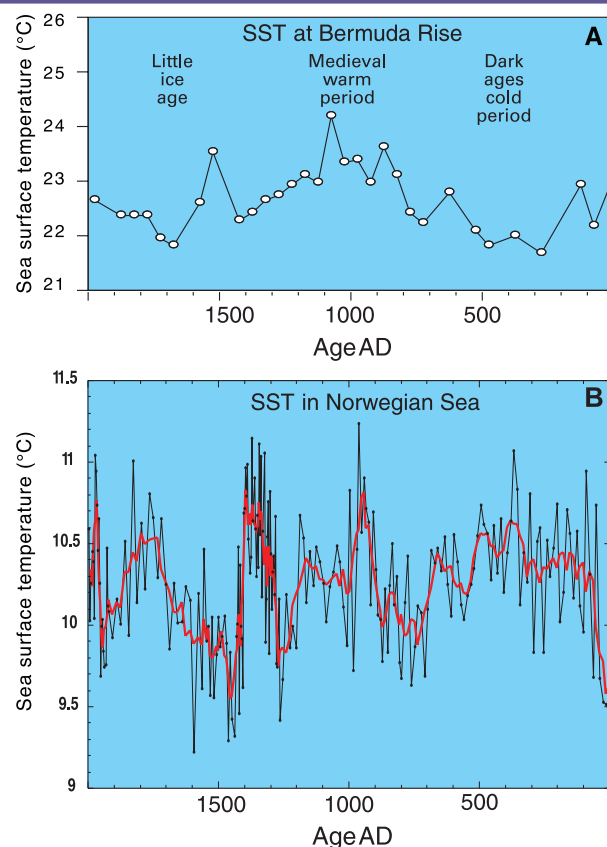 SST at Bermuda Rise
A
Little
ice
age
Medieval
warm
period
Dark
ages
cold
period
Sea surface temperature (°C)
26
25
24
23
22
21
1500
1000
500
Age AD
SST in Norwegian Sea
B
Sea surface temperature (°C)
11.5
11
10.5
10
9.5
9
1500
1000
500
Age AD